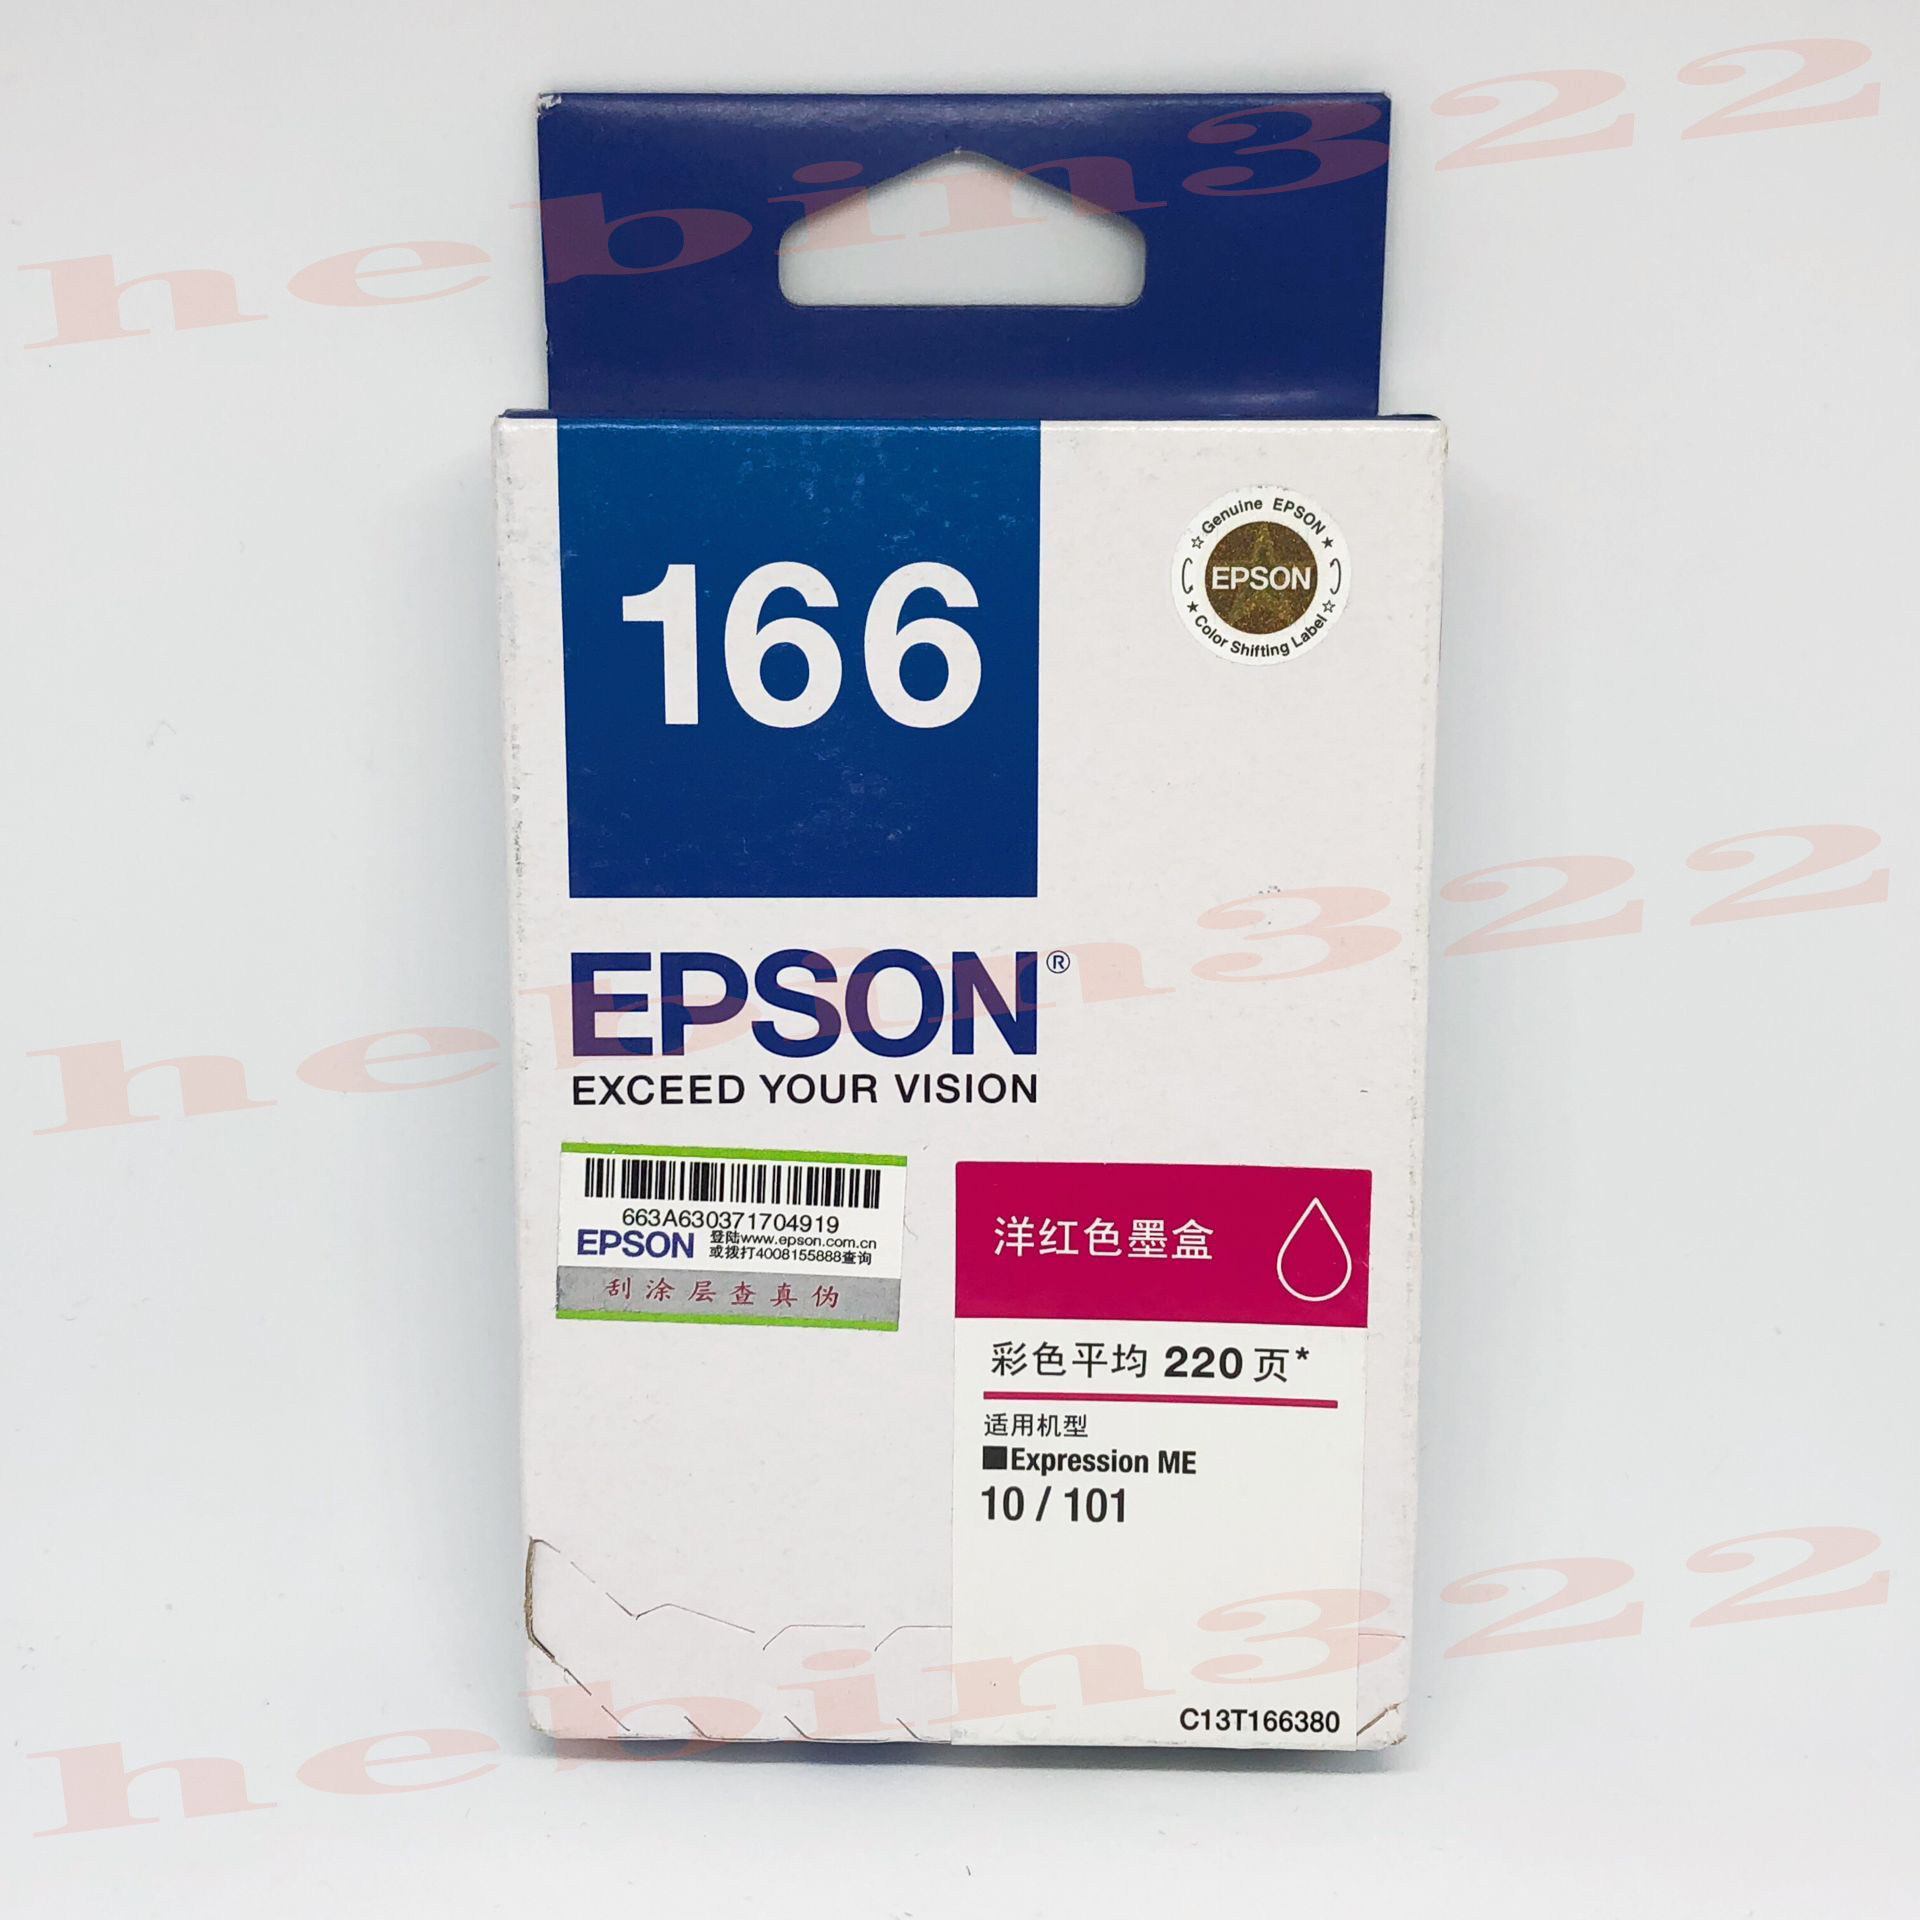 hebin322
166
Genuine EPSON
EPSON
Color Shifting Label
hebin322
EPSON®
EXCEED YOUR VISION
663A630371704919
EPSON 登陆www.epson.com.cn
或拨打4008155888查询
刮涂层查真伪
洋红色墨盒
彩色平均 220 页*
适用机型
■Expression ME
10 / 101
hebin322
C13T166380